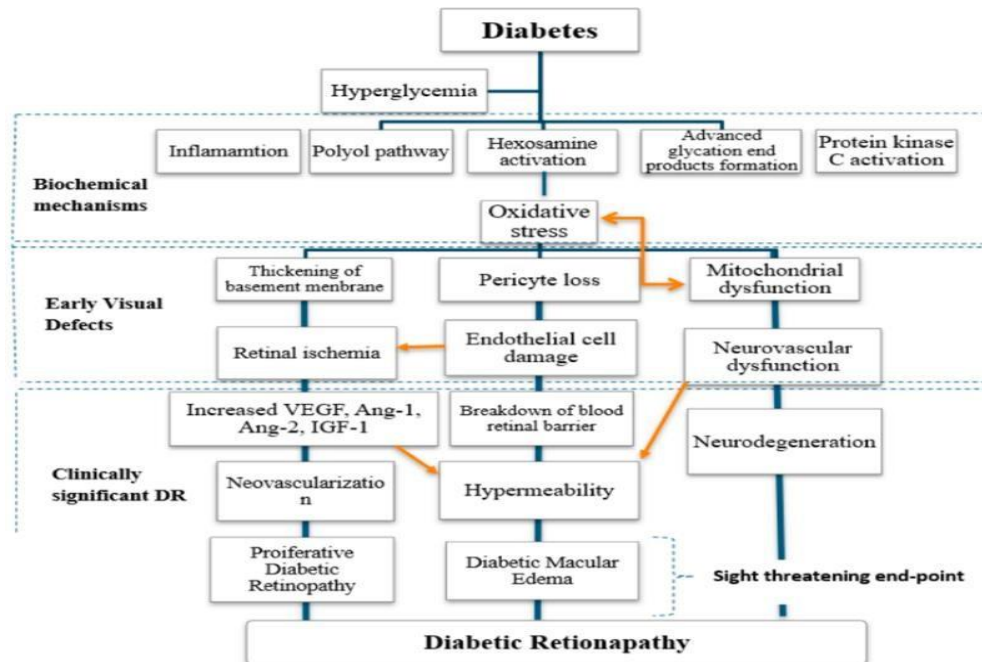 Diabetes
Hyperglycemia
Inflamamtion
Polyol pathway
Hexosamine
activation
Advanced
glycation end
products formation
Protein kinase
C activation
Biochemical
mechanisms
Oxidative
stress
Thickening of
basement menbrane
Pericyte loss
Mitochondrial
dysfunction
Early Visual
Defects
Retinal ischemia
Endothelial cell
damage
Neurovascular
dysfunction
Increased VEGF, Ang-1,
Ang-2, IGF-1
Breakdown of blood
retinal barrier
Neurodegeneration
Clinically
significant DR
Neovascularizatio
n
Hypermeability
Proiferative
Diabetic
Retinopathy
Diabetic Macular
Edema
Sight threatening end-point
Diabetic Retionapathy